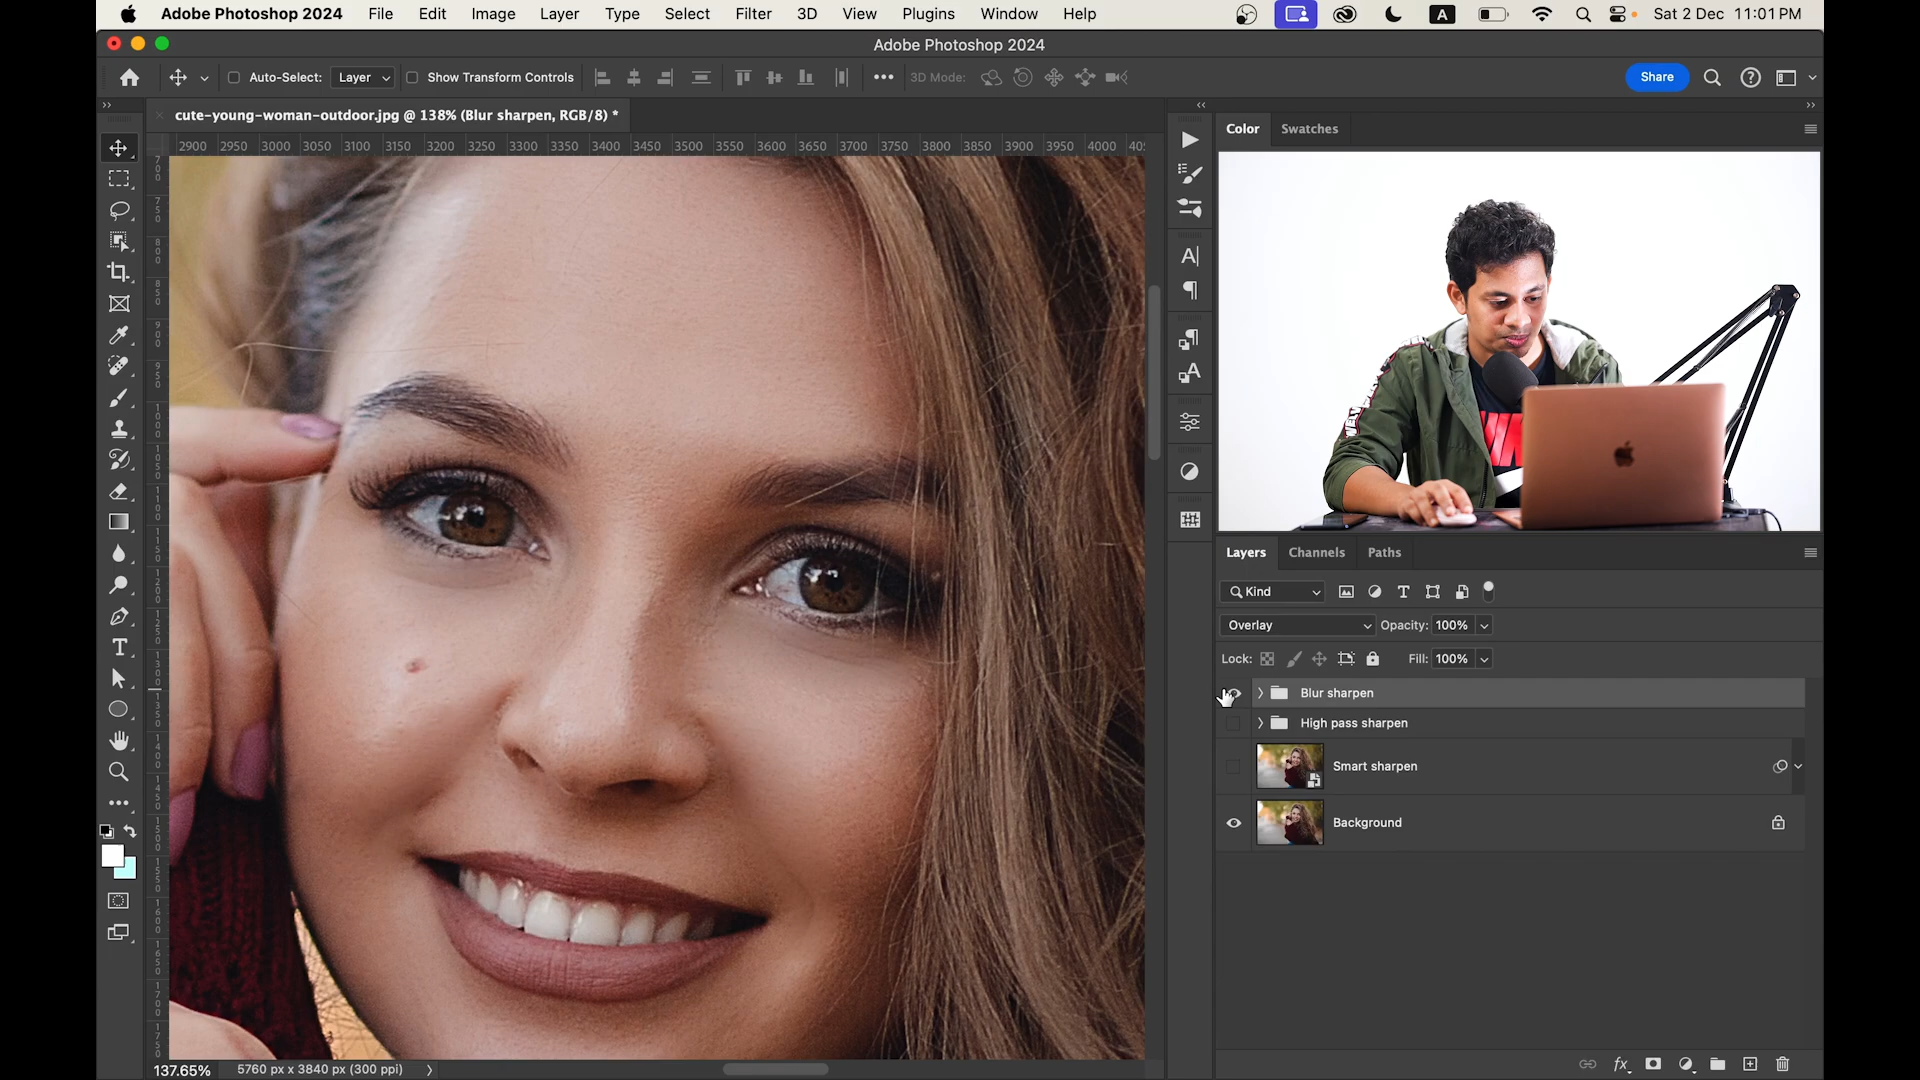 Adobe Photoshop 2024 File Edit Image Layer Type Select Filter 3D View Plugins Window Help A Sat 2 Dec 11:01 PM
Adobe Photoshop 2024
Auto-Select: Layer Show Transform Controls 3D Mode: Share
cute-young-woman-outdoor.jpg @ 138% (Blur sharpen, RGB/8) *
2900 2950 3000 3050 3100 3150 3200 3250 3300 3350 3400 3450 3500 3550 3600 3650 3700 3750 3800 3850 3900 3950 4000
Color Swatches
Layers Channels Paths
Kind
Overlay Opacity: 100%
Lock: Fill: 100%
Blur sharpen
High pass sharpen
Smart sharpen
Background
137.65% 5760 px x 3840 px (300 ppi)